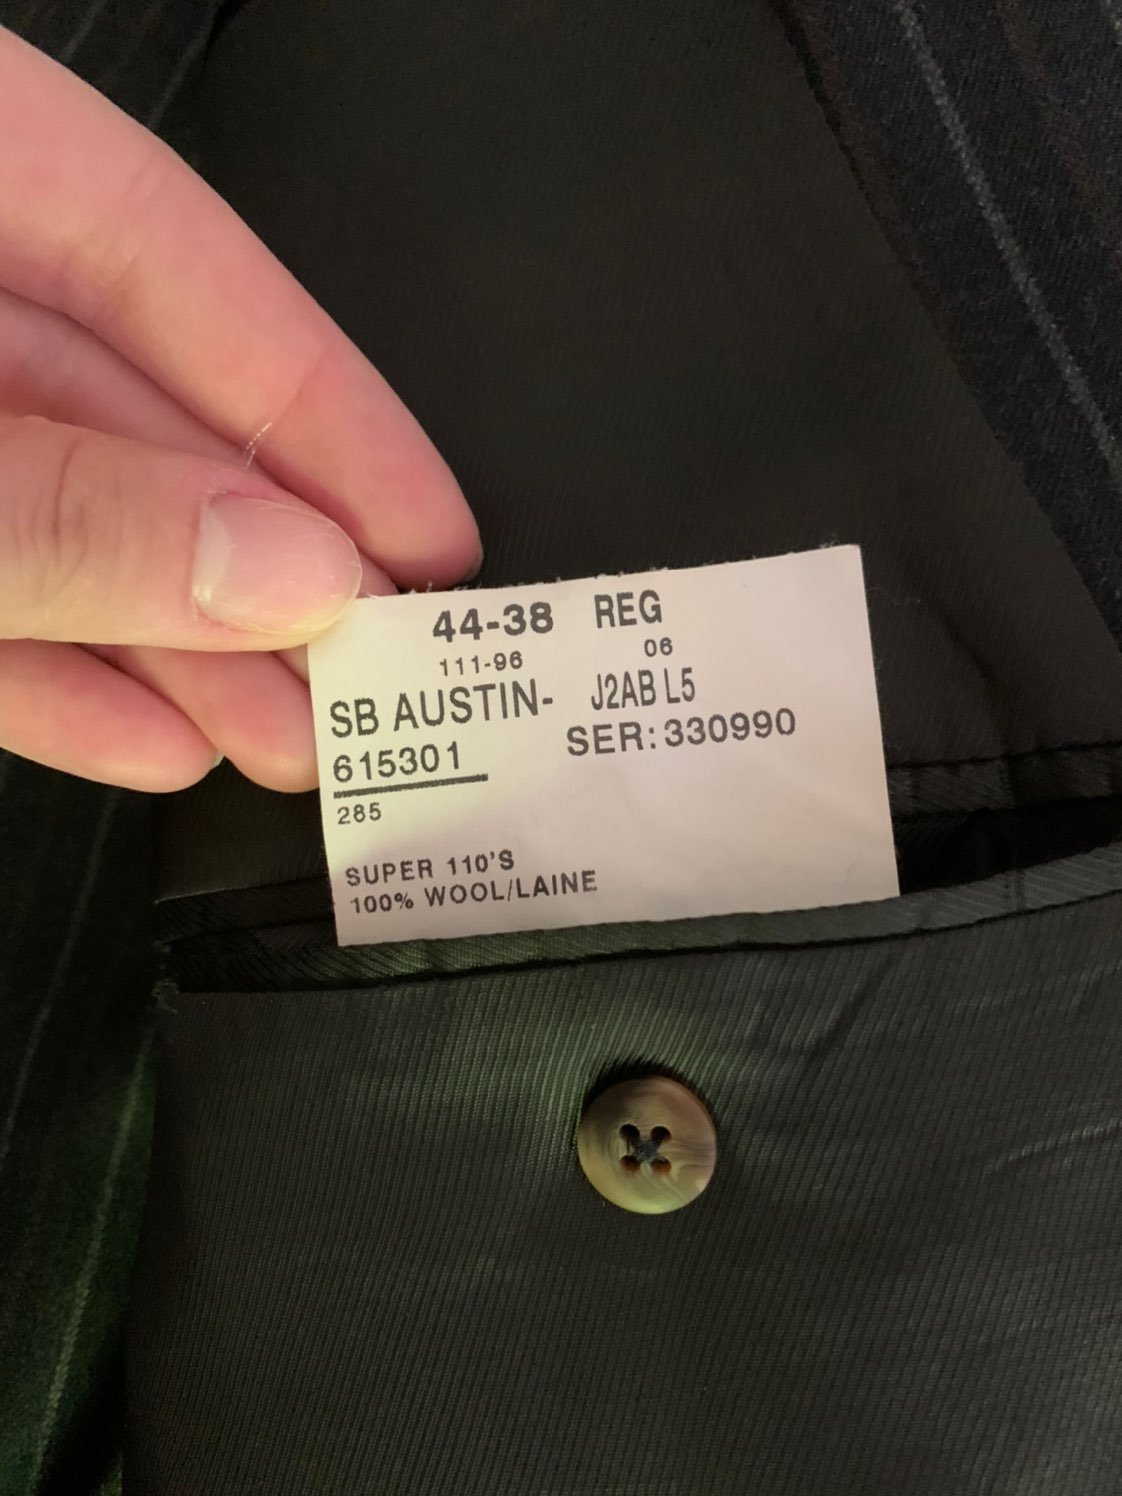 44-38 REG
111-96 06
SB AUSTIN- J2AB L5
615301 SER:330990
285
SUPER 110'S
100% WOOL/LAINE